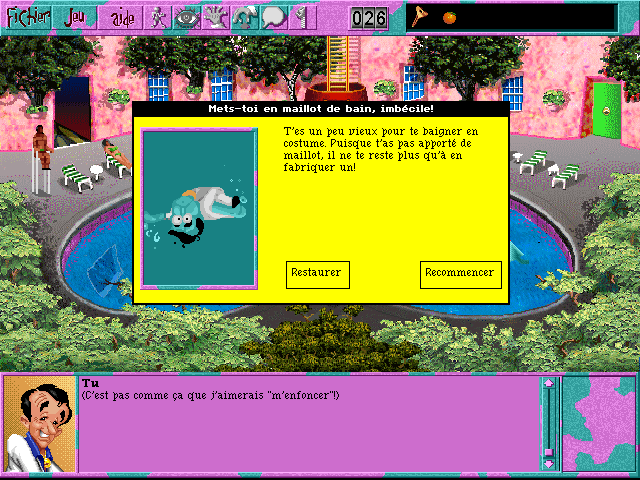 Fichier Jeu aide 026
Mets-toi en maillot de bain, imbécile!
T'es un peu vieux pour te baigner en
costume. Puisque t'as pas apporté de
maillot, il ne te reste plus qu'à en
fabriquer un!
Restaurer Recommencer
Tu
(C'est pas comme ça que j'aimerais "m'enfoncer"!)